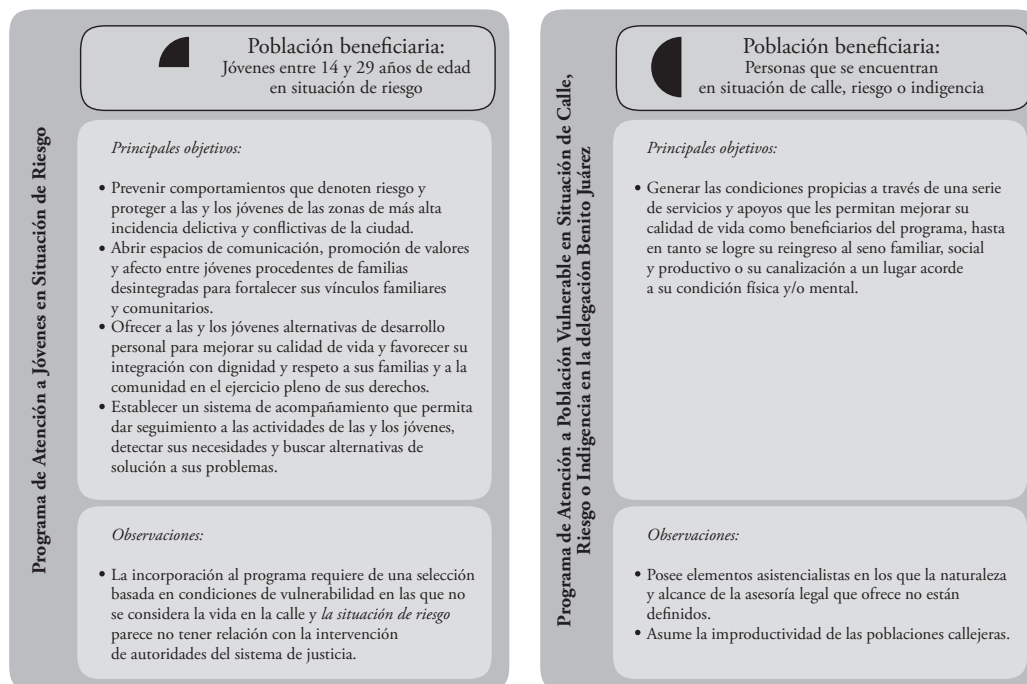 Programa de Atención a Jóvenes en Situación de Riesgo
Población beneficiaria:
Jóvenes entre 14 y 29 años de edad
en situación de riesgo
Principales objetivos:
• Prevenir comportamientos que denoten riesgo y
proteger a las y los jóvenes de las zonas de más alta
incidencia delictiva y conflictivas de la ciudad.
• Abrir espacios de comunicación, promoción de valores
y afecto entre jóvenes procedentes de familias
desintegradas para fortalecer sus vínculos familiares
y comunitarios.
• Ofrecer a las y los jóvenes alternativas de desarrollo
personal para mejorar su calidad de vida y favorecer su
integración con dignidad y respeto a sus familias y a la
comunidad en el ejercicio pleno de sus derechos.
• Establecer un sistema de acompañamiento que permita
dar seguimiento a las actividades de las y los jóvenes,
detectar sus necesidades y buscar alternativas de
solución a sus problemas.
Observaciones:
• La incorporación al programa requiere de una selección
basada en condiciones de vulnerabilidad en las que no
se considera la vida en la calle y la situación de riesgo
parece no tener relación con la intervención
de autoridades del sistema de justicia.
Programa de Atención a Población Vulnerable en Situación de Calle,
Riesgo o Indigencia en la delegación Benito Juárez
Población beneficiaria:
Personas que se encuentran
en situación de calle, riesgo o indigencia
Principales objetivos:
• Generar las condiciones propicias a través de una serie
de servicios y apoyos que les permitan mejorar su
calidad de vida como beneficiarios del programa, hasta
en tanto se logre su reingreso al seno familiar, social
y productivo o su canalización a un lugar acorde
a su condición física y/o mental.
Observaciones:
• Posee elementos asistencialistas en los que la naturaleza
y alcance de la asesoría legal que ofrece no están
definidos.
• Asume la improductividad de las poblaciones callejeras.